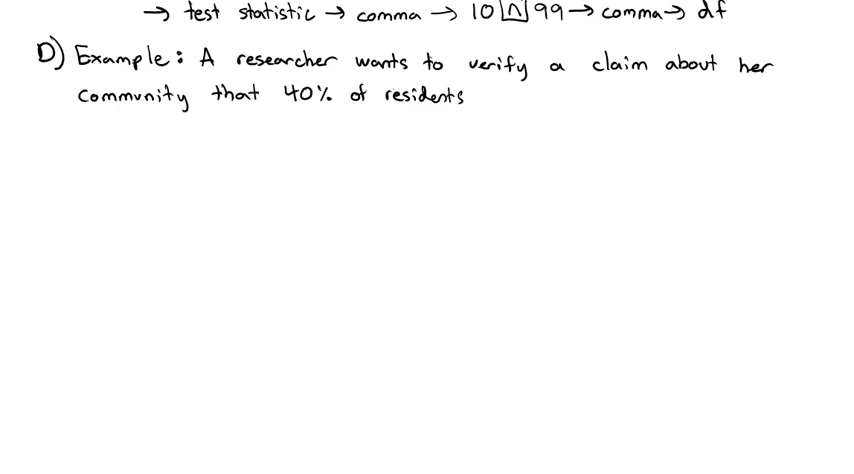 → test statistic → comma → 10 ^ 99 → comma → df
D) Example: A researcher wants to verify a claim about her
community that 40% of residents